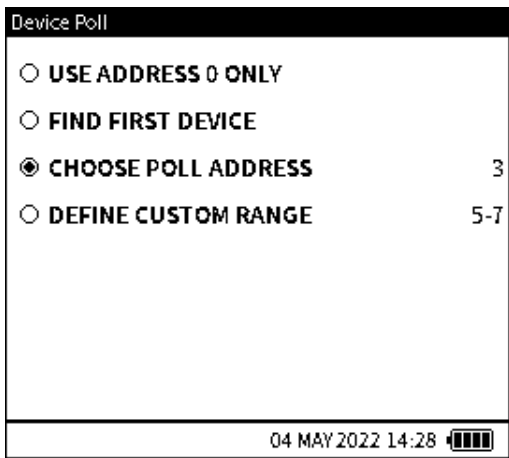 Device Poll
USE ADDRESS 0 ONLY
FIND FIRST DEVICE
CHOOSE POLL ADDRESS 3
DEFINE CUSTOM RANGE 5-7
04 MAY 2022 14:28